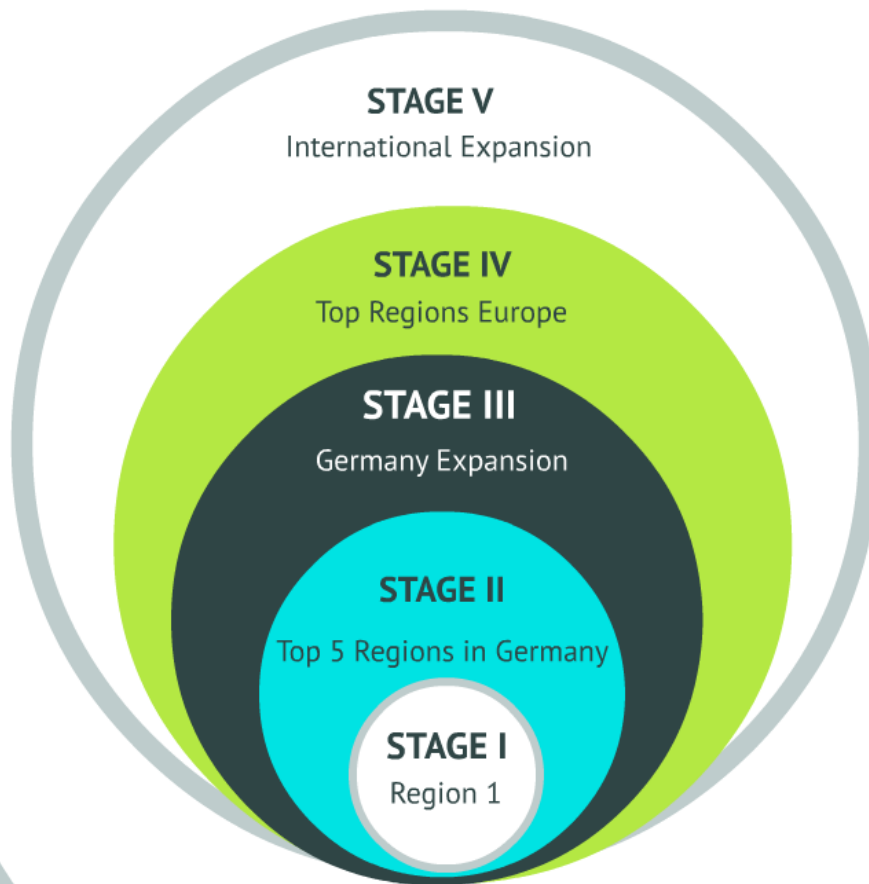 STAGE V
International Expansion
STAGE IV
Top Regions Europe
STAGE III
Germany Expansion
STAGE II
Top 5 Regions in Germany
STAGE I
Region 1